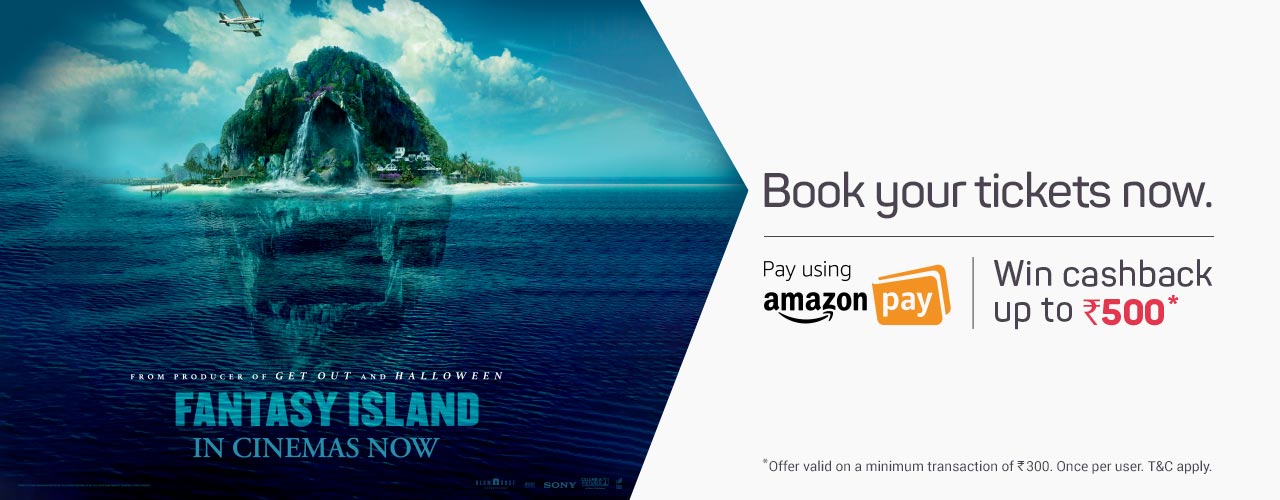 FROM PRODUCER OF GET OUT AND HALLOWEEN
FANTASY ISLAND
IN CINEMAS NOW
SONY
Book your tickets now.
Pay using
amazon pay
Win cashback
up to ₹500*
*Offer valid on a minimum transaction of ₹300. Once per user. T&C apply.